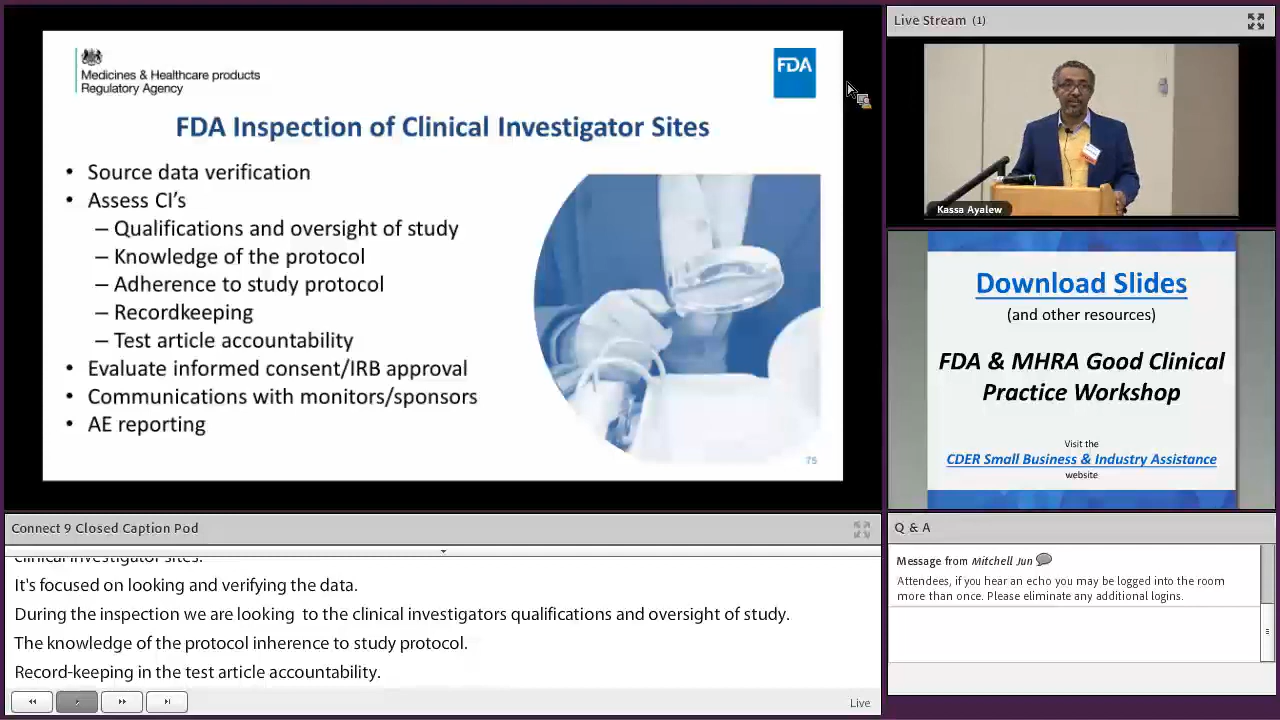 Medicines & Healthcare products
Regulatory Agency
FDA
FDA Inspection of Clinical Investigator Sites
• Source data verification
• Assess CI's
– Qualifications and oversight of study
– Knowledge of the protocol
– Adherence to study protocol
– Recordkeeping
– Test article accountability
• Evaluate informed consent/IRB approval
• Communications with monitors/sponsors
• AE reporting
75
Live Stream (1)
Kassa Ayalew
Download Slides
(and other resources)
FDA & MHRA Good Clinical
Practice Workshop
Visit the
CDER Small Business & Industry Assistance
website
Connect 9 Closed Caption Pod
Clinical investigator sites.
It's focused on looking and verifying the data.
During the inspection we are looking to the clinical investigators qualifications and oversight of study.
The knowledge of the protocol inherence to study protocol.
Record-keeping in the test article accountability.
Live
Q & A
Message from Mitchell Jun
Attendees, if you hear an echo you may be logged into the room
more than once. Please eliminate any additional logins.